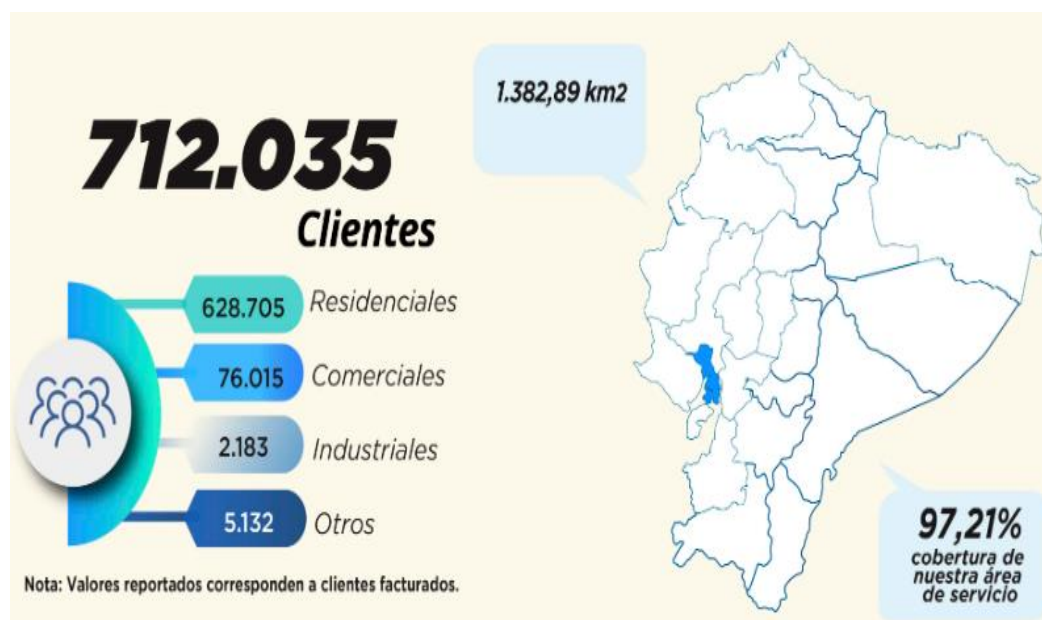 712.035
Clientes
628.705 Residenciales
76.015 Comerciales
2.183 Industriales
5.132 Otros
Nota: Valores reportados corresponden a clientes facturados.
1.382,89 km2
97,21%
cobertura de
nuestra área
de servicio